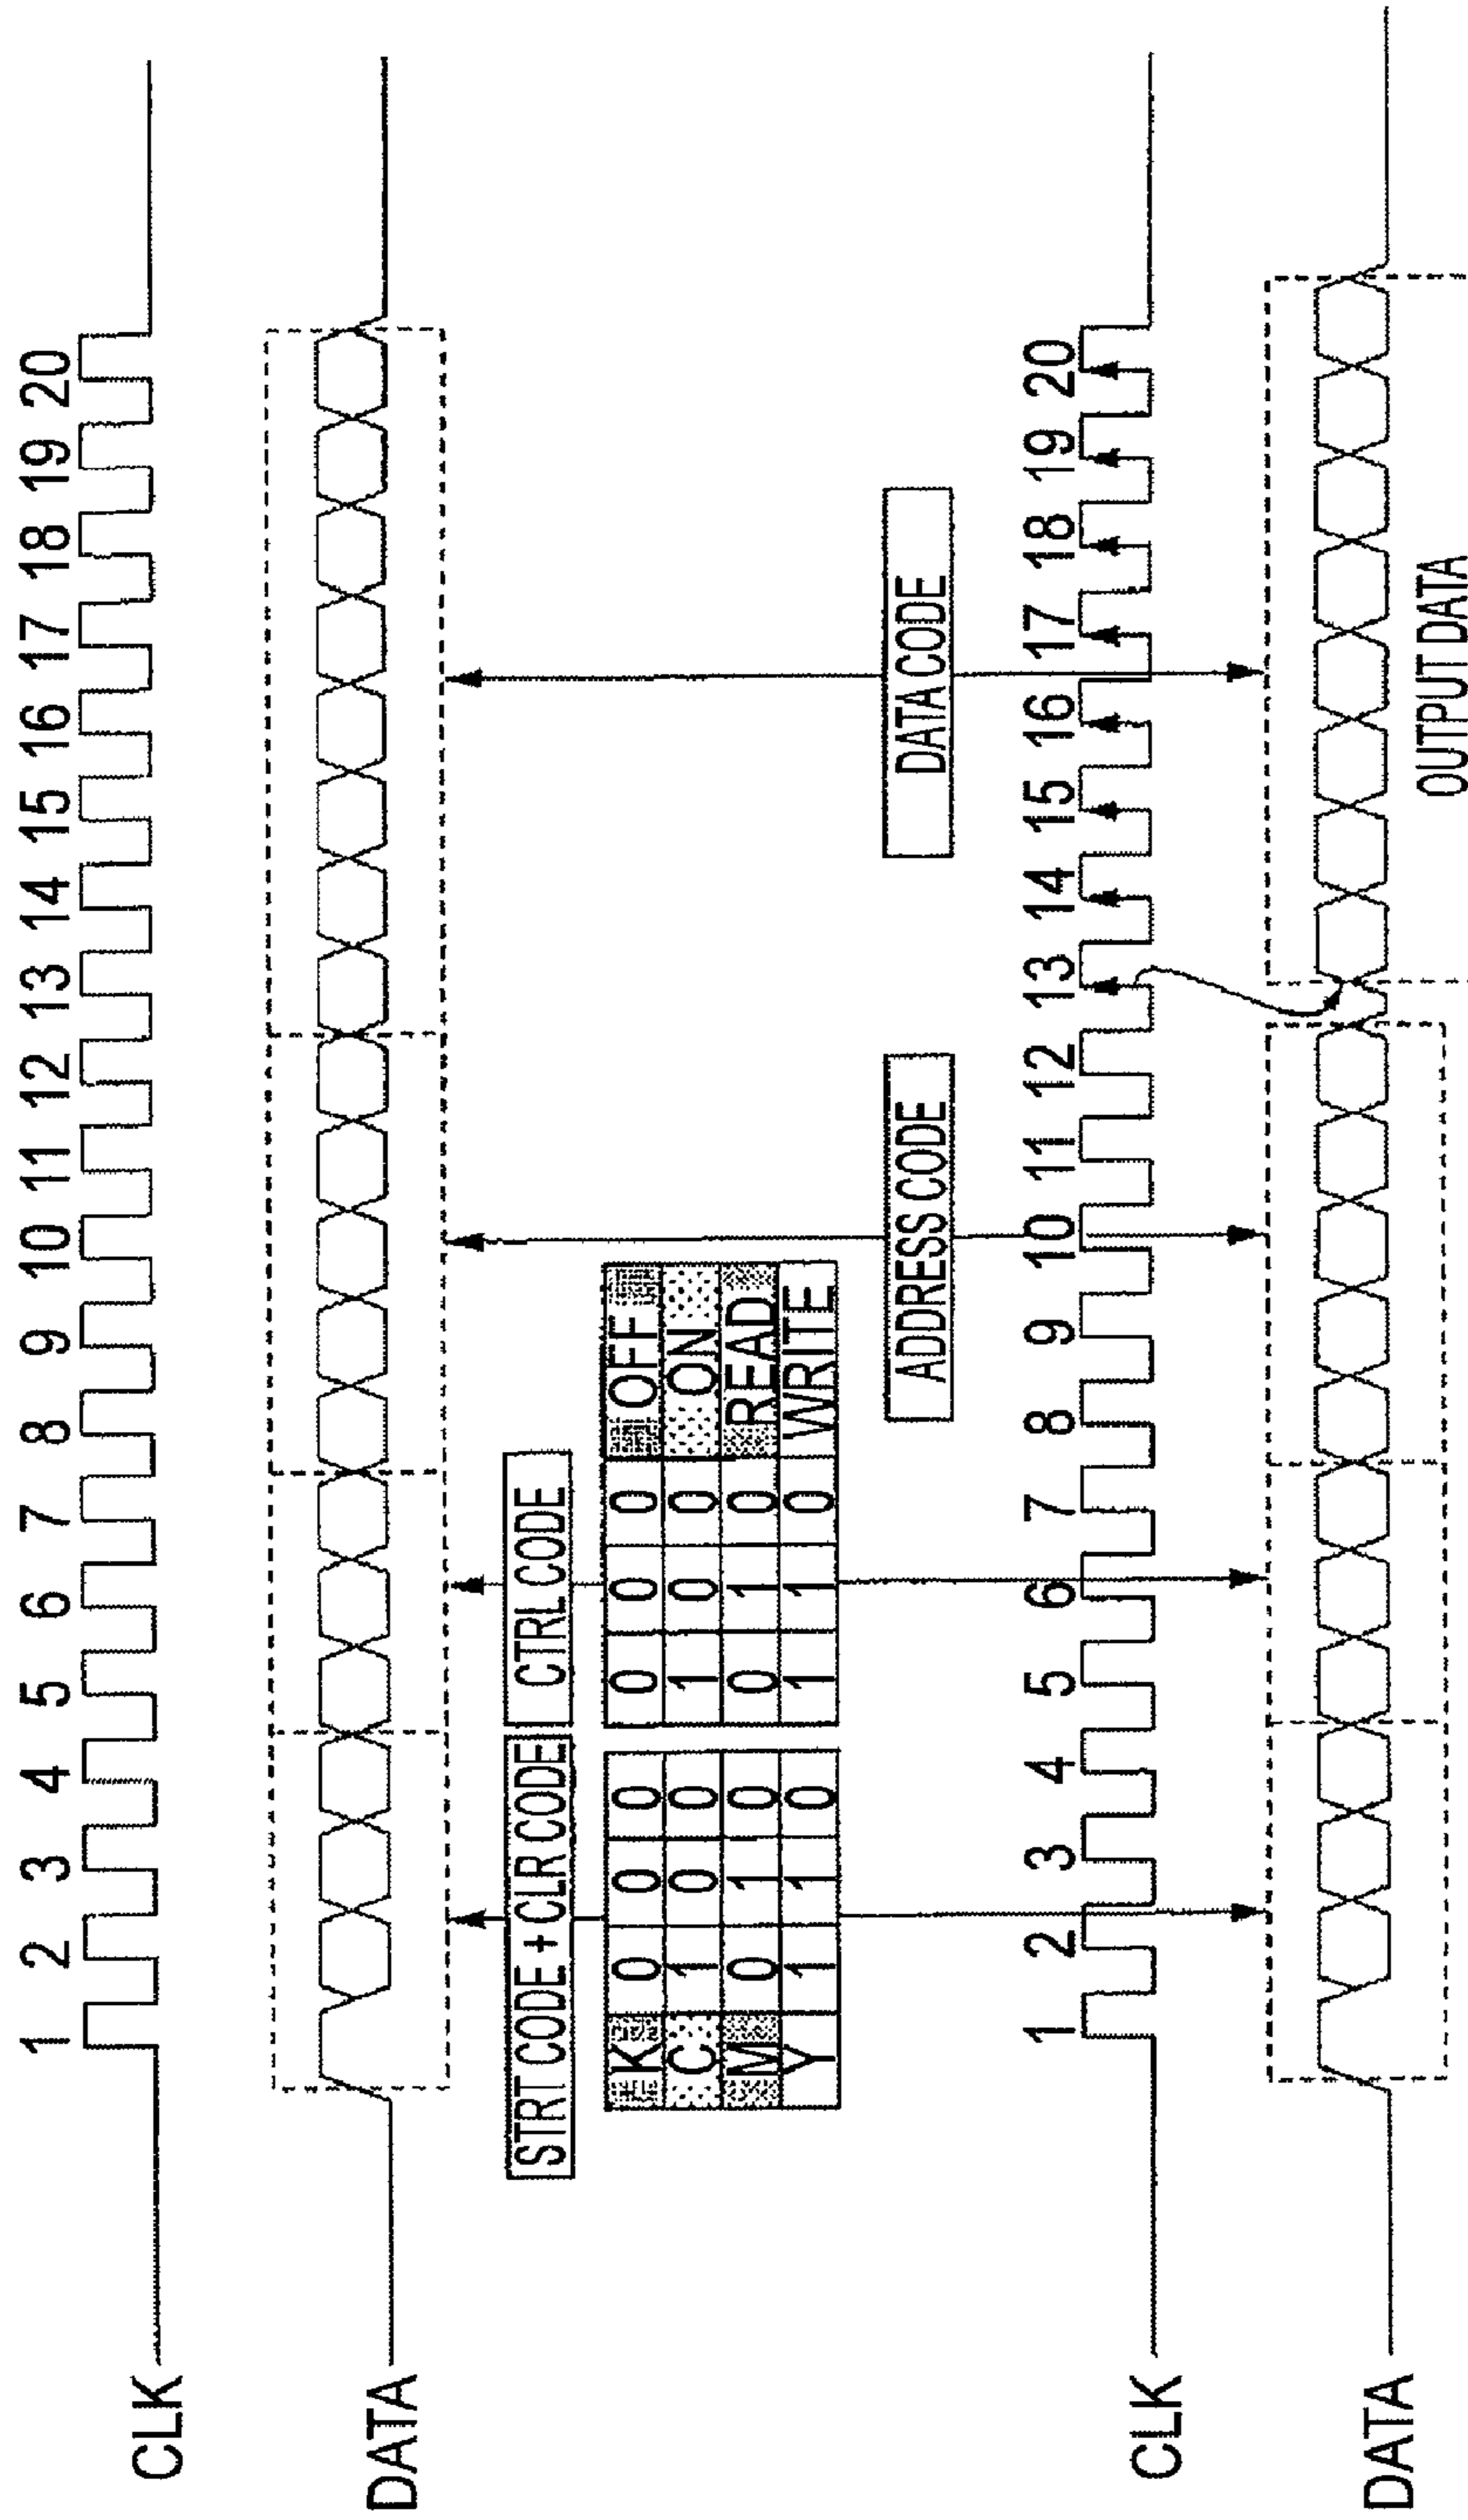 1 2 3 4 5 6 7 8 9 10 11 12 13 14 15 16 17 18 19 20
CLK
DATA
STRT CODE + CLR CODE
CTRL CODE
K 0 0 0
C 1 0 0
M 0 1 0
Y 1 1 0
0 0 0 OFF
1 0 0 ON
0 1 0 READ
1 1 0 WRITE
ADDRESS CODE
DATA CODE
1 2 3 4 5 6 7 8 9 10 11 12 13 14 15 16 17 18 19 20
CLK
DATA
OUTPUT DATA